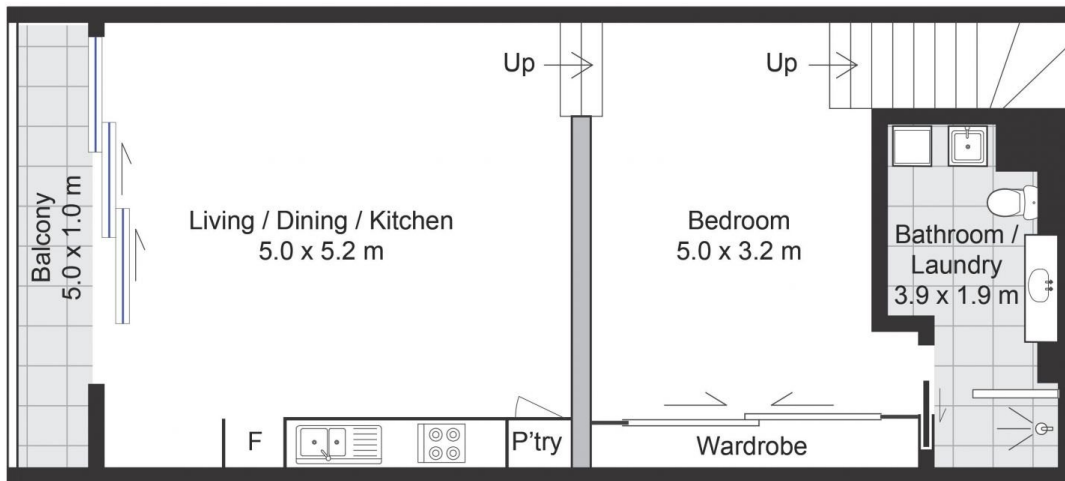 Balcony
5.0 x 1.0 m
Living / Dining / Kitchen
5.0 x 5.2 m
Up
Up
Bedroom
5.0 x 3.2 m
Bathroom /
Laundry
3.9 x 1.9 m
F
P'try
Wardrobe